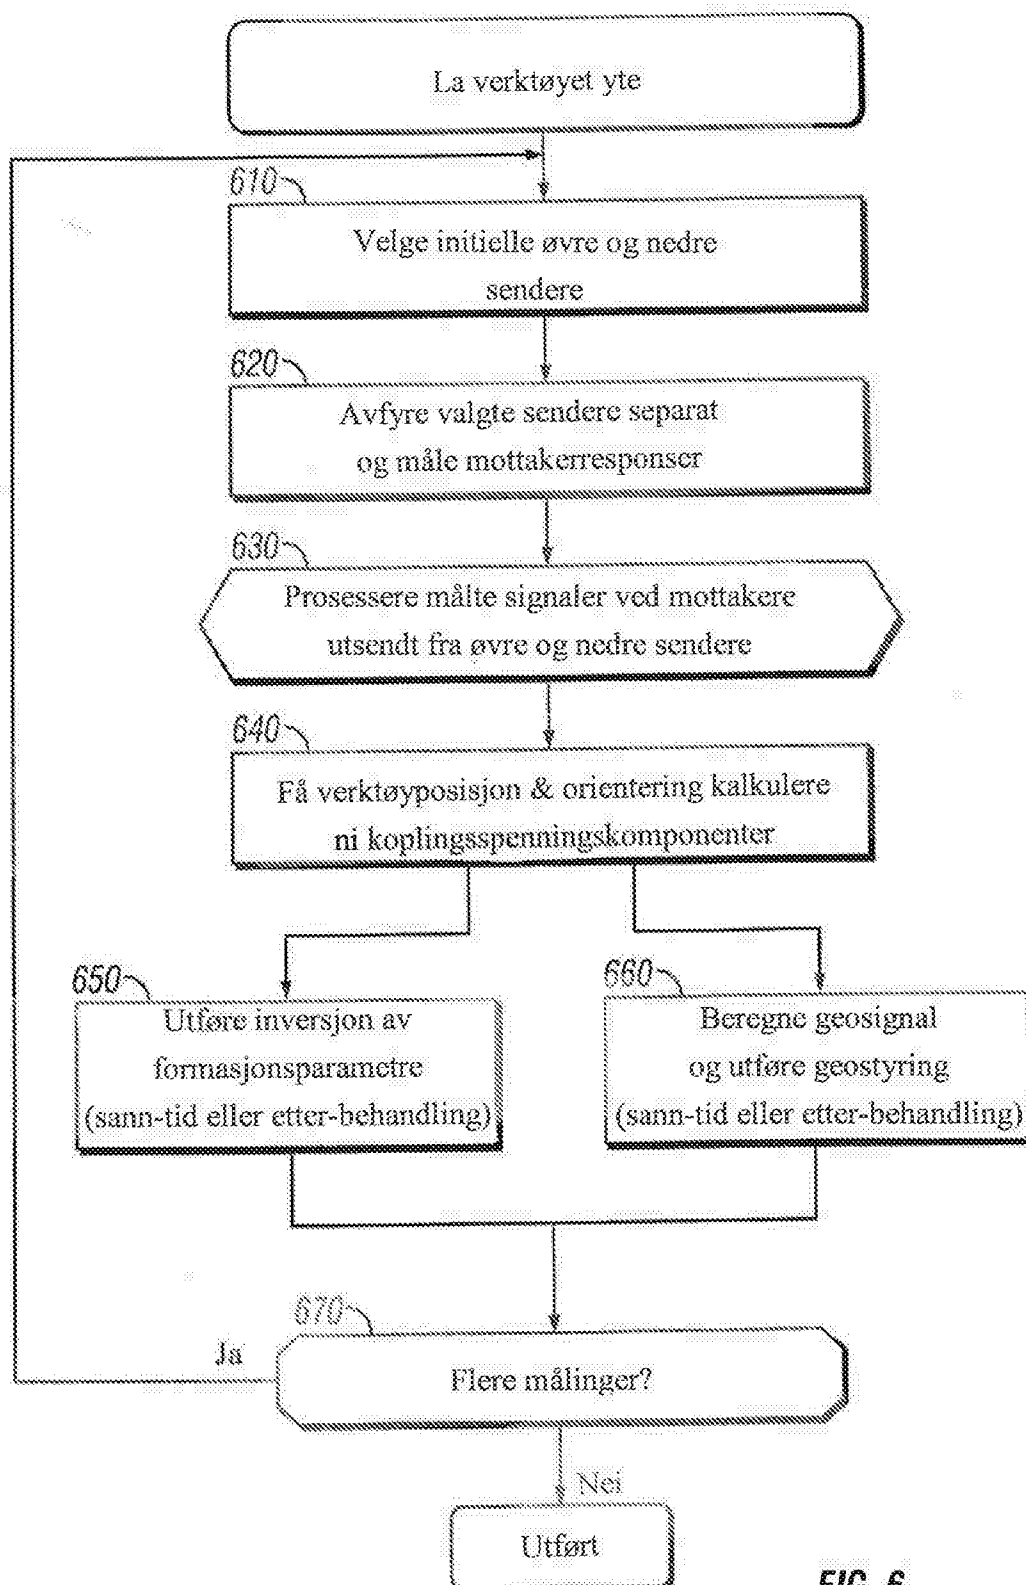 La verktøyet yte
610
Velge initielle øvre og nedre
sendere
620
Avfyre valgte sendere separat
og måle mottakerresponser
630
Prosessere målte signaler ved mottakere
utsendt fra øvre og nedre sendere
640
Få verktøyposisjon & orientering kalkulere
ni koplingsspenningskomponenter
650
Utføre inversjon av
formasjonsparametre
(sann-tid eller etter-behandling)
660
Beregne geosignal
og utføre geostyring
(sann-tid eller etter-behandling)
670
Ja
Flere målinger?
Nei
Utført
FIG. 6